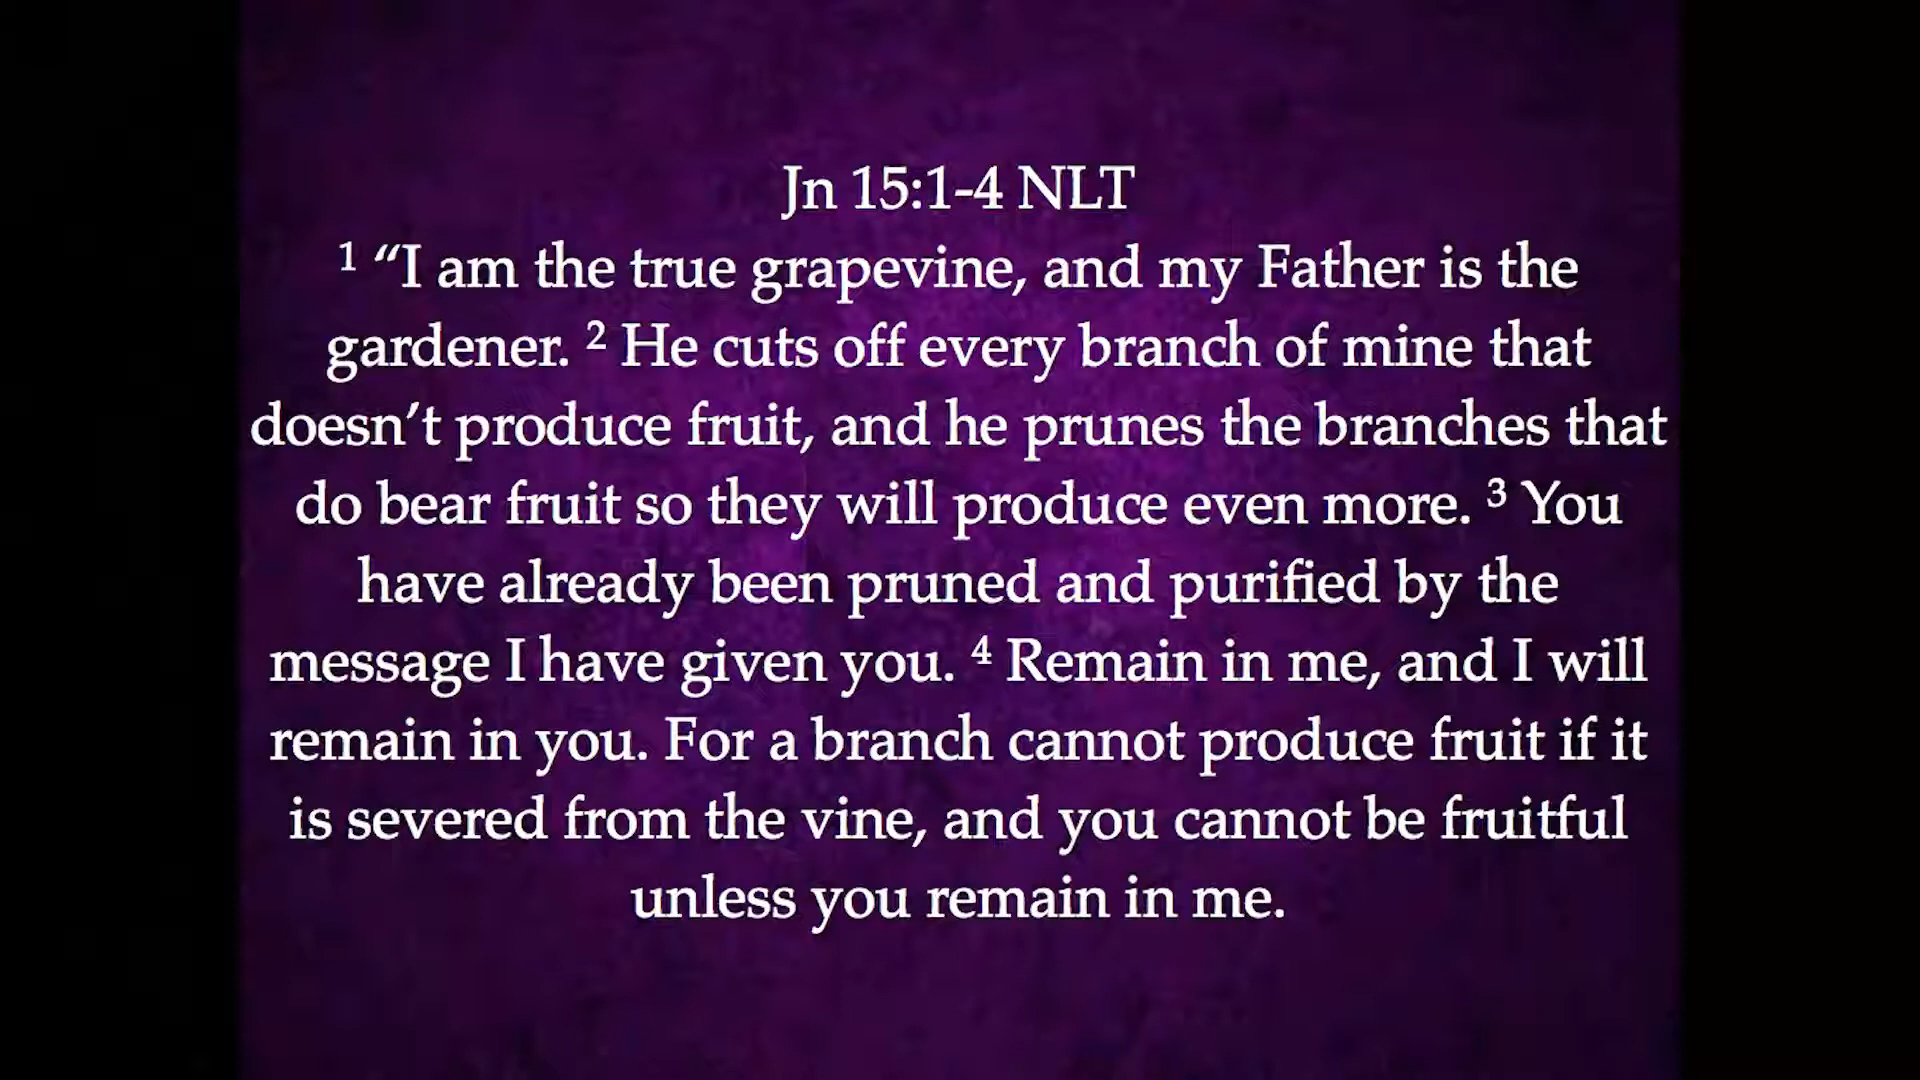 Jn 15:1-4 NLT
¹ “I am the true grapevine, and my Father is the
gardener. ² He cuts off every branch of mine that
doesn’t produce fruit, and he prunes the branches that
do bear fruit so they will produce even more. ³ You
have already been pruned and purified by the
message I have given you. ⁴ Remain in me, and I will
remain in you. For a branch cannot produce fruit if it
is severed from the vine, and you cannot be fruitful
unless you remain in me.